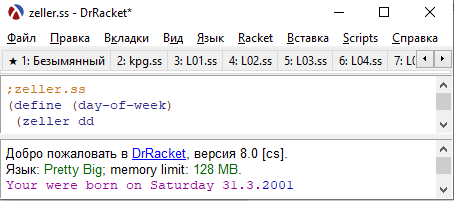 zeller.ss - DrRacket*
Файл Правка Вкладки Вид Язык Racket Вставка Scripts Справка
★ 1: Безымянный 2: kpg.ss 3: L01.ss 4: L02.ss 5: L03.ss 6: L04.ss 7: L0
;zeller.ss
(define (day-of-week)
(zeller dd
Добро пожаловать в DrRacket, версия 8.0 [cs].
Язык: Pretty Big; memory limit: 128 MB.
Your were born on Saturday 31.3.2001